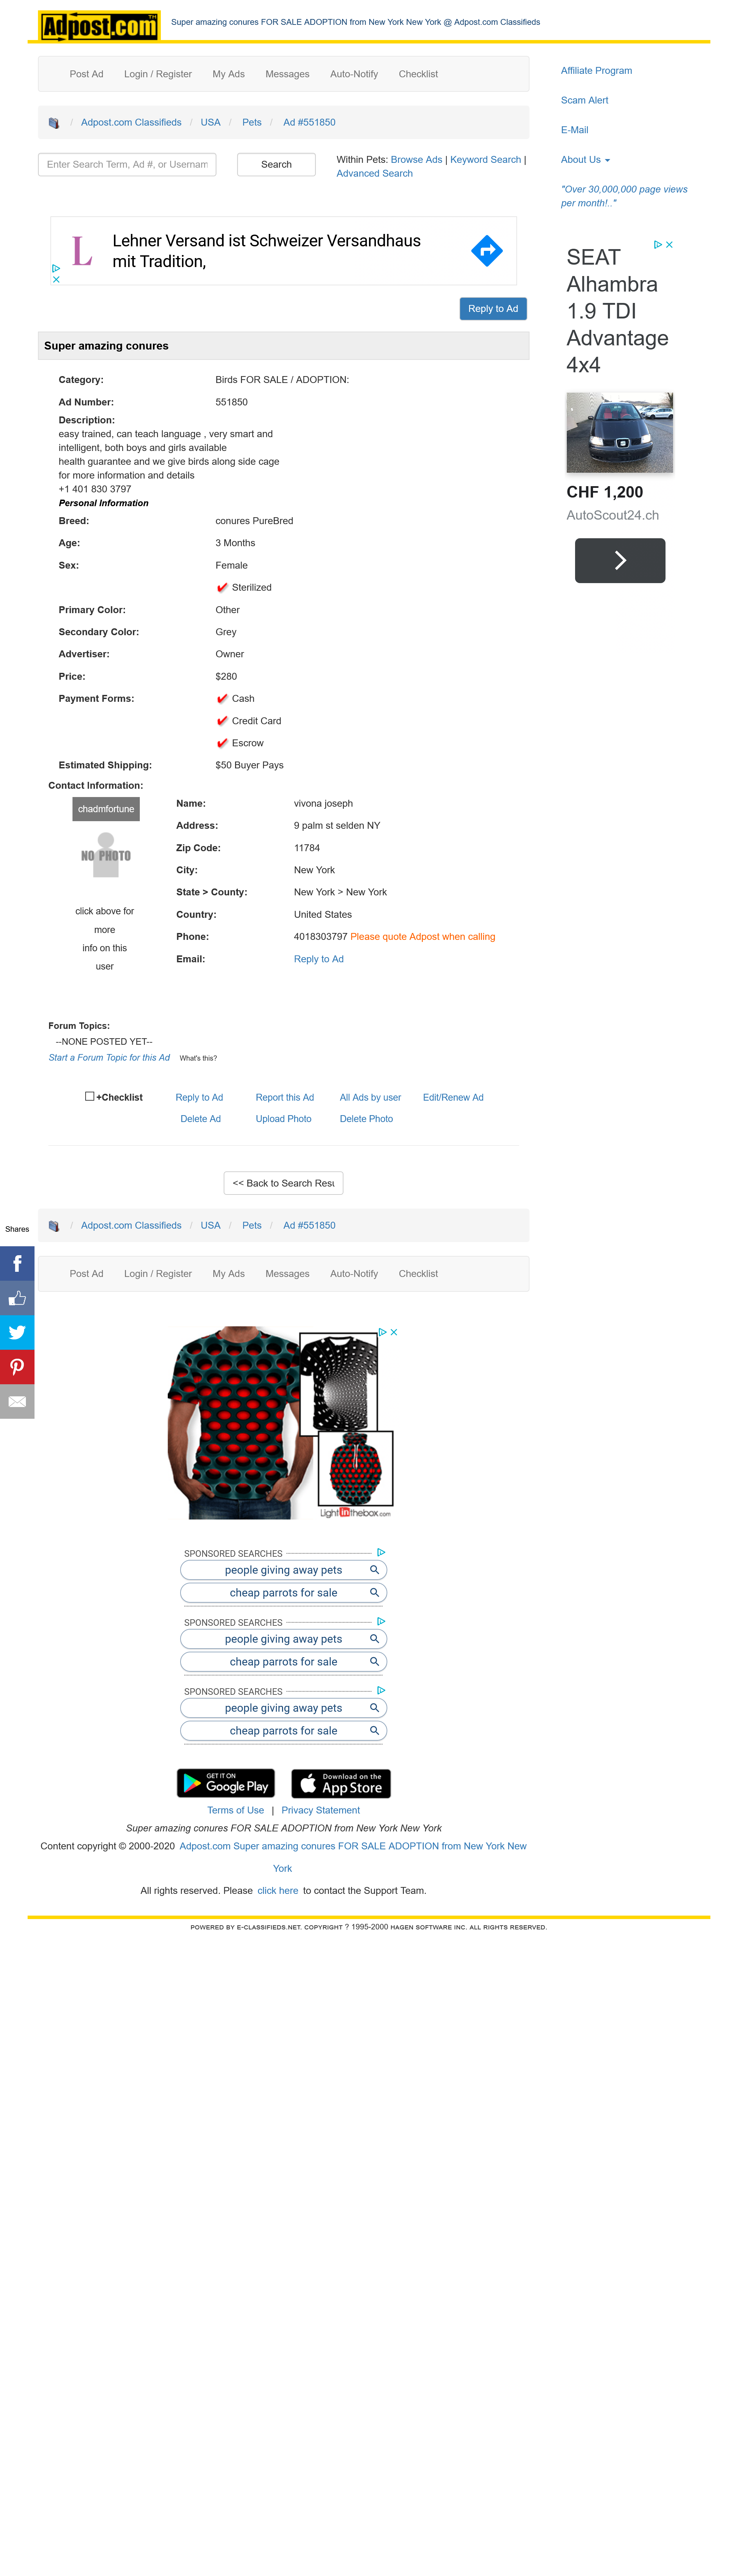 Adpost.com
TM
Super amazing conures FOR SALE ADOPTION from New York New York @ Adpost.com Classifieds
Post Ad Login / Register My Ads Messages Auto-Notify Checklist
/ Adpost.com Classifieds / USA / Pets / Ad #551850
Enter Search Term, Ad #, or Usernam
Search
Within Pets: Browse Ads | Keyword Search |
Advanced Search
Affiliate Program
Scam Alert
E-Mail
About Us
"Over 30,000,000 page views
per month!.."
L
Lehner Versand ist Schweizer Versandhaus
mit Tradition,
Reply to Ad
SEAT
Alhambra
1.9 TDI
Advantage
4x4
CHF 1,200
AutoScout24.ch
Super amazing conures
Category: Birds FOR SALE / ADOPTION:
Ad Number: 551850
Description:
easy trained, can teach language , very smart and
intelligent, both boys and girls available
health guarantee and we give birds along side cage
for more information and details
+1 401 830 3797
Personal Information
Breed: conures PureBred
Age: 3 Months
Sex: Female
Sterilized
Primary Color: Other
Secondary Color: Grey
Advertiser: Owner
Price: $280
Payment Forms: Cash
Credit Card
Escrow
Estimated Shipping: $50 Buyer Pays
Contact Information:
chadmfortune
NO PHOTO
click above for
more
info on this
user
Name: vivona joseph
Address: 9 palm st selden NY
Zip Code: 11784
City: New York
State > County: New York > New York
Country: United States
Phone: 4018303797 Please quote Adpost when calling
Email: Reply to Ad
Forum Topics:
--NONE POSTED YET--
Start a Forum Topic for this Ad What's this?
+Checklist Reply to Ad Report this Ad All Ads by user Edit/Renew Ad
Delete Ad Upload Photo Delete Photo
<< Back to Search Resu
Shares
/ Adpost.com Classifieds / USA / Pets / Ad #551850
Post Ad Login / Register My Ads Messages Auto-Notify Checklist
Lightinthebox.com
SPONSORED SEARCHES
people giving away pets
cheap parrots for sale
SPONSORED SEARCHES
people giving away pets
cheap parrots for sale
SPONSORED SEARCHES
people giving away pets
cheap parrots for sale
GET IT ON
Google Play
Download on the
App Store
Terms of Use | Privacy Statement
Super amazing conures FOR SALE ADOPTION from New York New York
Content copyright © 2000-2020 Adpost.com Super amazing conures FOR SALE ADOPTION from New York New
York
All rights reserved. Please click here to contact the Support Team.
POWERED BY E-CLASSIFIEDS.NET. COPYRIGHT ? 1995-2000 HAGEN SOFTWARE INC. ALL RIGHTS RESERVED.